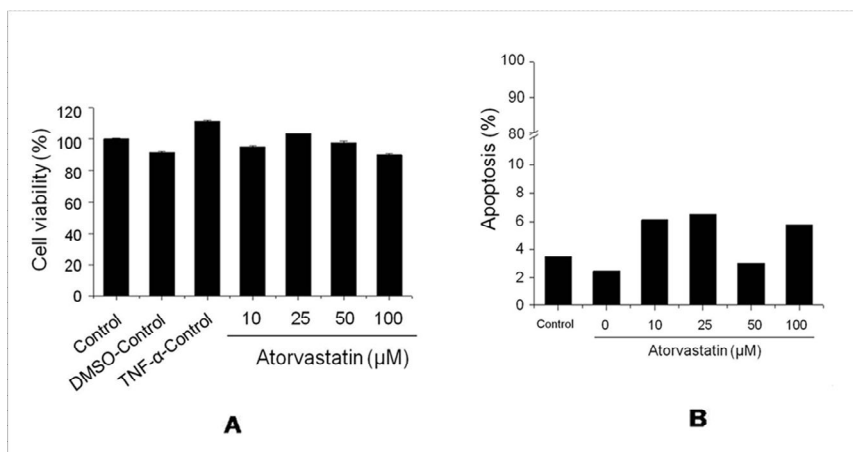 120
100
80
60
40
20
0
Cell viability (%)
Control
DMSO-Control
TNF-α-Control
10 25 50 100
Atorvastatin (µM)
A
100
90
80
8
6
4
2
0
Apoptosis (%)
Control 0 10 25 50 100
Atorvastatin (µM)
B